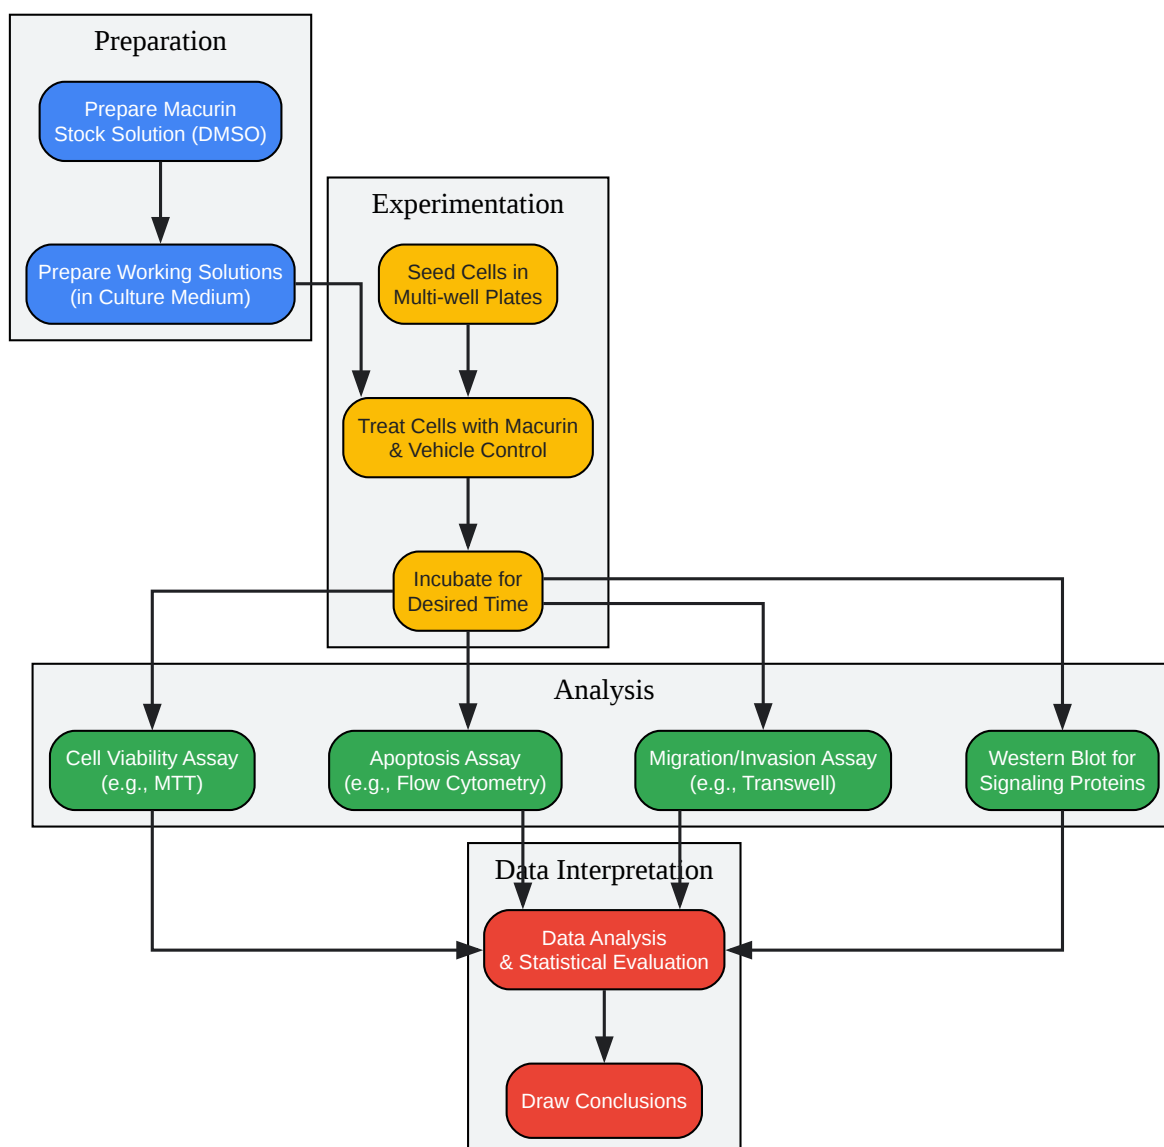 Preparation
Prepare Macurin
Stock Solution (DMSO)
Prepare Working Solutions
(in Culture Medium)
Experimentation
Seed Cells in
Multi-well Plates
Treat Cells with Macurin
& Vehicle Control
Incubate for
Desired Time
Analysis
Cell Viability Assay
(e.g., MTT)
Apoptosis Assay
(e.g., Flow Cytometry)
Migration/Invasion Assay
(e.g., Transwell)
Western Blot for
Signaling Proteins
Data Interpretation
Data Analysis
& Statistical Evaluation
Draw Conclusions